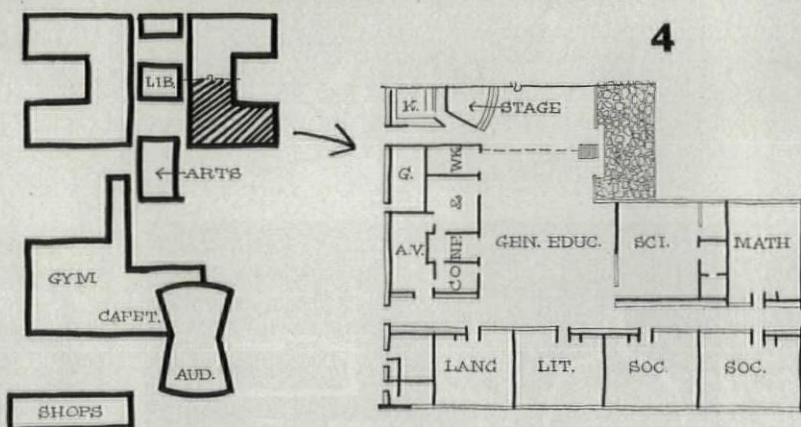 4
LIB.
ARTS
GYM
CAFET.
AUD.
SHOPS
K.
STAGE
G.
WK
&
CONF
A.V.
GEN. EDUC.
SCI.
MATH
LANG
LIT.
SOC.
SOC.